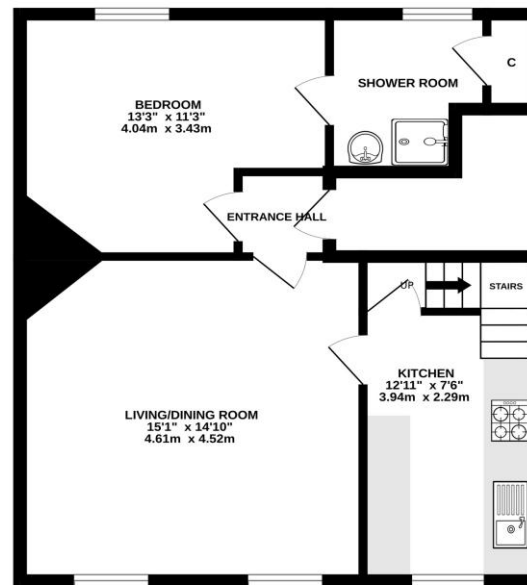 BEDROOM
13'3" x 11'3"
4.04m x 3.43m
SHOWER ROOM
C
ENTRANCE HALL
UP
STAIRS
KITCHEN
12'11" x 7'6"
3.94m x 2.29m
LIVING/DINING ROOM
15'1" x 14'10"
4.61m x 4.52m